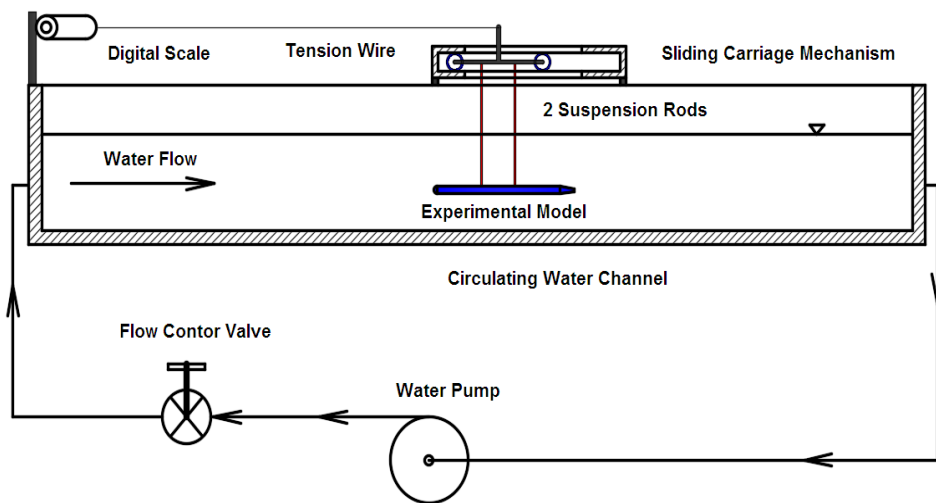 Digital Scale
Tension Wire
Sliding Carriage Mechanism
2 Suspension Rods
Water Flow
Experimental Model
Circulating Water Channel
Flow Contor Valve
Water Pump